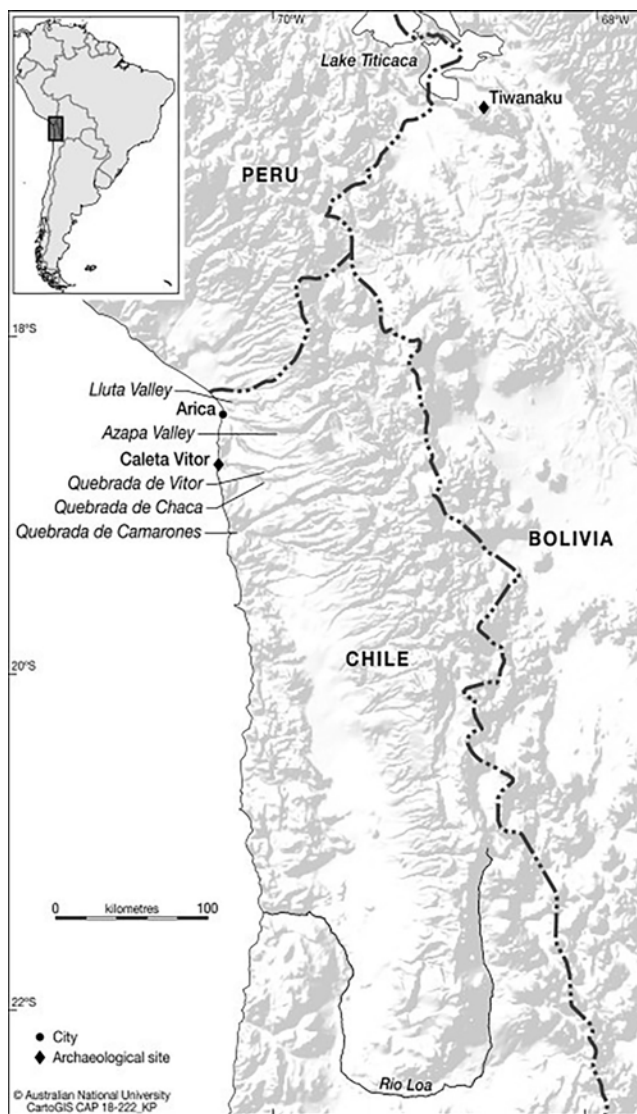 70°W
68°W
Lake Titicaca
Tiwanaku
PERU
18°S
Lluta Valley
Arica
Azapa Valley
Caleta Vitor
Quebrada de Vitor
Quebrada de Chaca
Quebrada de Camarones
BOLIVIA
CHILE
20°S
0 kilometres 100
22°S
City
Archaeological site
Rio Loa
© Australian National University
CartoGIS CAP 18-222_KP